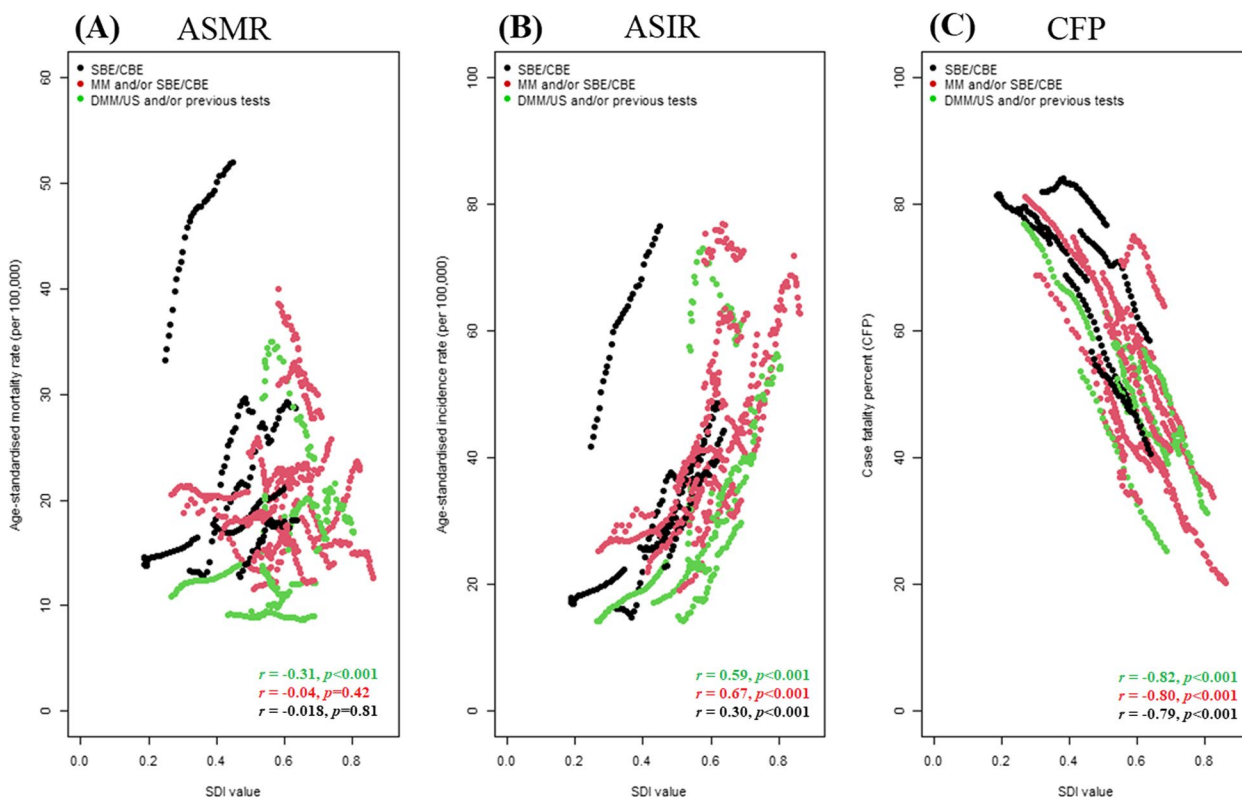 (A) ASMR
SBE/CBE
MM and/or SBE/CBE
DMM/US and/or previous tests
Age-standardised mortality rate (per 100,000)
60
50
40
30
20
10
0
r = -0.31, p<0.001
r = -0.04, p=0.42
r = -0.018, p=0.81
0.0 0.2 0.4 0.6 0.8
SDI value
(B) ASIR
SBE/CBE
MM and/or SBE/CBE
DMM/US and/or previous tests
Age-standardised incidence rate (per 100,000)
100
80
60
40
20
0
r = 0.59, p<0.001
r = 0.67, p<0.001
r = 0.30, p<0.001
0.0 0.2 0.4 0.6 0.8
SDI value
(C) CFP
SBE/CBE
MM and/or SBE/CBE
DMM/US and/or previous tests
Case fatality percent (CFP)
100
80
60
40
20
0
r = -0.82, p<0.001
r = -0.80, p<0.001
r = -0.79, p<0.001
0.0 0.2 0.4 0.6 0.8
SDI value